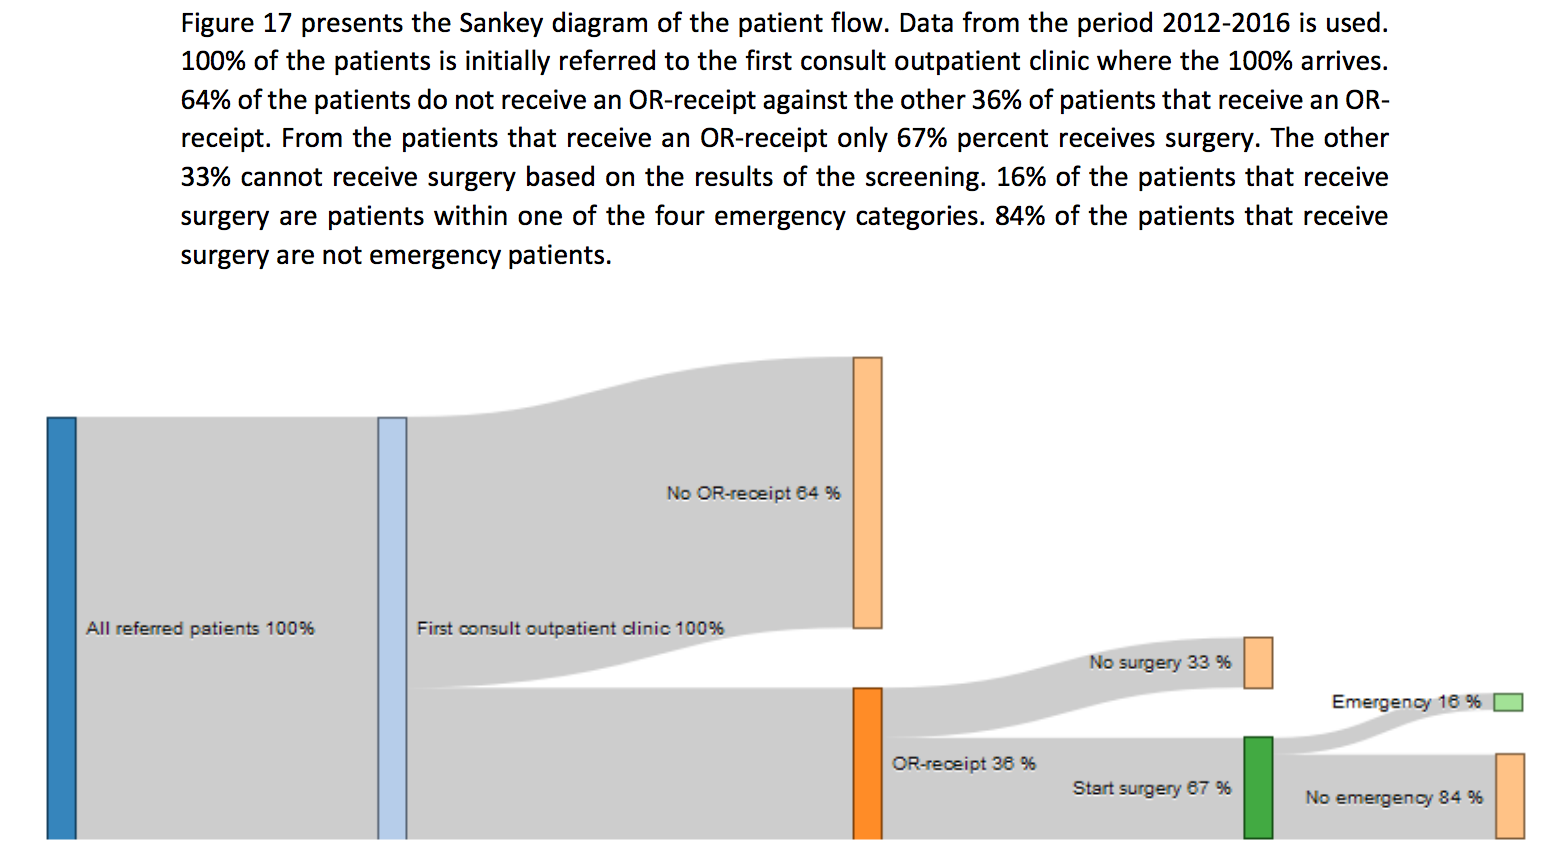 Figure 17 presents the Sankey diagram of the patient flow. Data from the period 2012-2016 is used.
100% of the patients is initially referred to the first consult outpatient clinic where the 100% arrives.
64% of the patients do not receive an OR-receipt against the other 36% of patients that receive an OR-
receipt. From the patients that receive an OR-receipt only 67% percent receives surgery. The other
33% cannot receive surgery based on the results of the screening. 16% of the patients that receive
surgery are patients within one of the four emergency categories. 84% of the patients that receive
surgery are not emergency patients.
No OR-receipt 64 %
All referred patients 100%
First consult outpatient clinic 100%
No surgery 33 %
Emergency 16 %
OR-receipt 36 %
Start surgery 67 %
No emergency 84 %